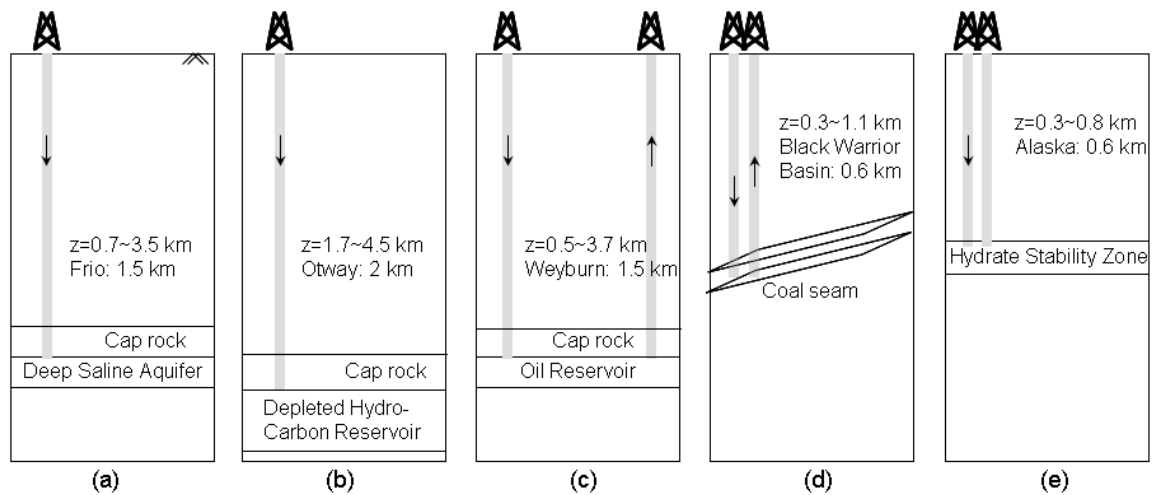 z=0.7~3.5 km
Frio: 1.5 km
Cap rock
Deep Saline Aquifer
(a)
z=1.7~4.5 km
Otway: 2 km
Cap rock
Depleted Hydro-
Carbon Reservoir
(b)
z=0.5~3.7 km
Weyburn: 1.5 km
Cap rock
Oil Reservoir
(c)
z=0.3~1.1 km
Black Warrior
Basin: 0.6 km
Coal seam
(d)
z=0.3~0.8 km
Alaska: 0.6 km
Hydrate Stability Zone
(e)